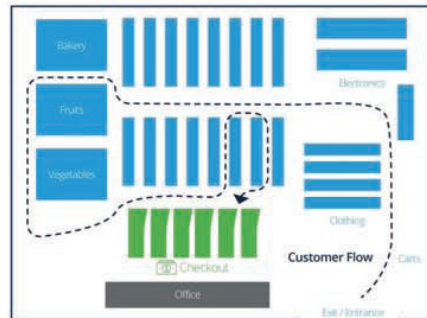 Bakery
Electronics
Fruits
Vegetables
Clothing
Checkout
Customer Flow
Carts
Office
Exit / Entrance